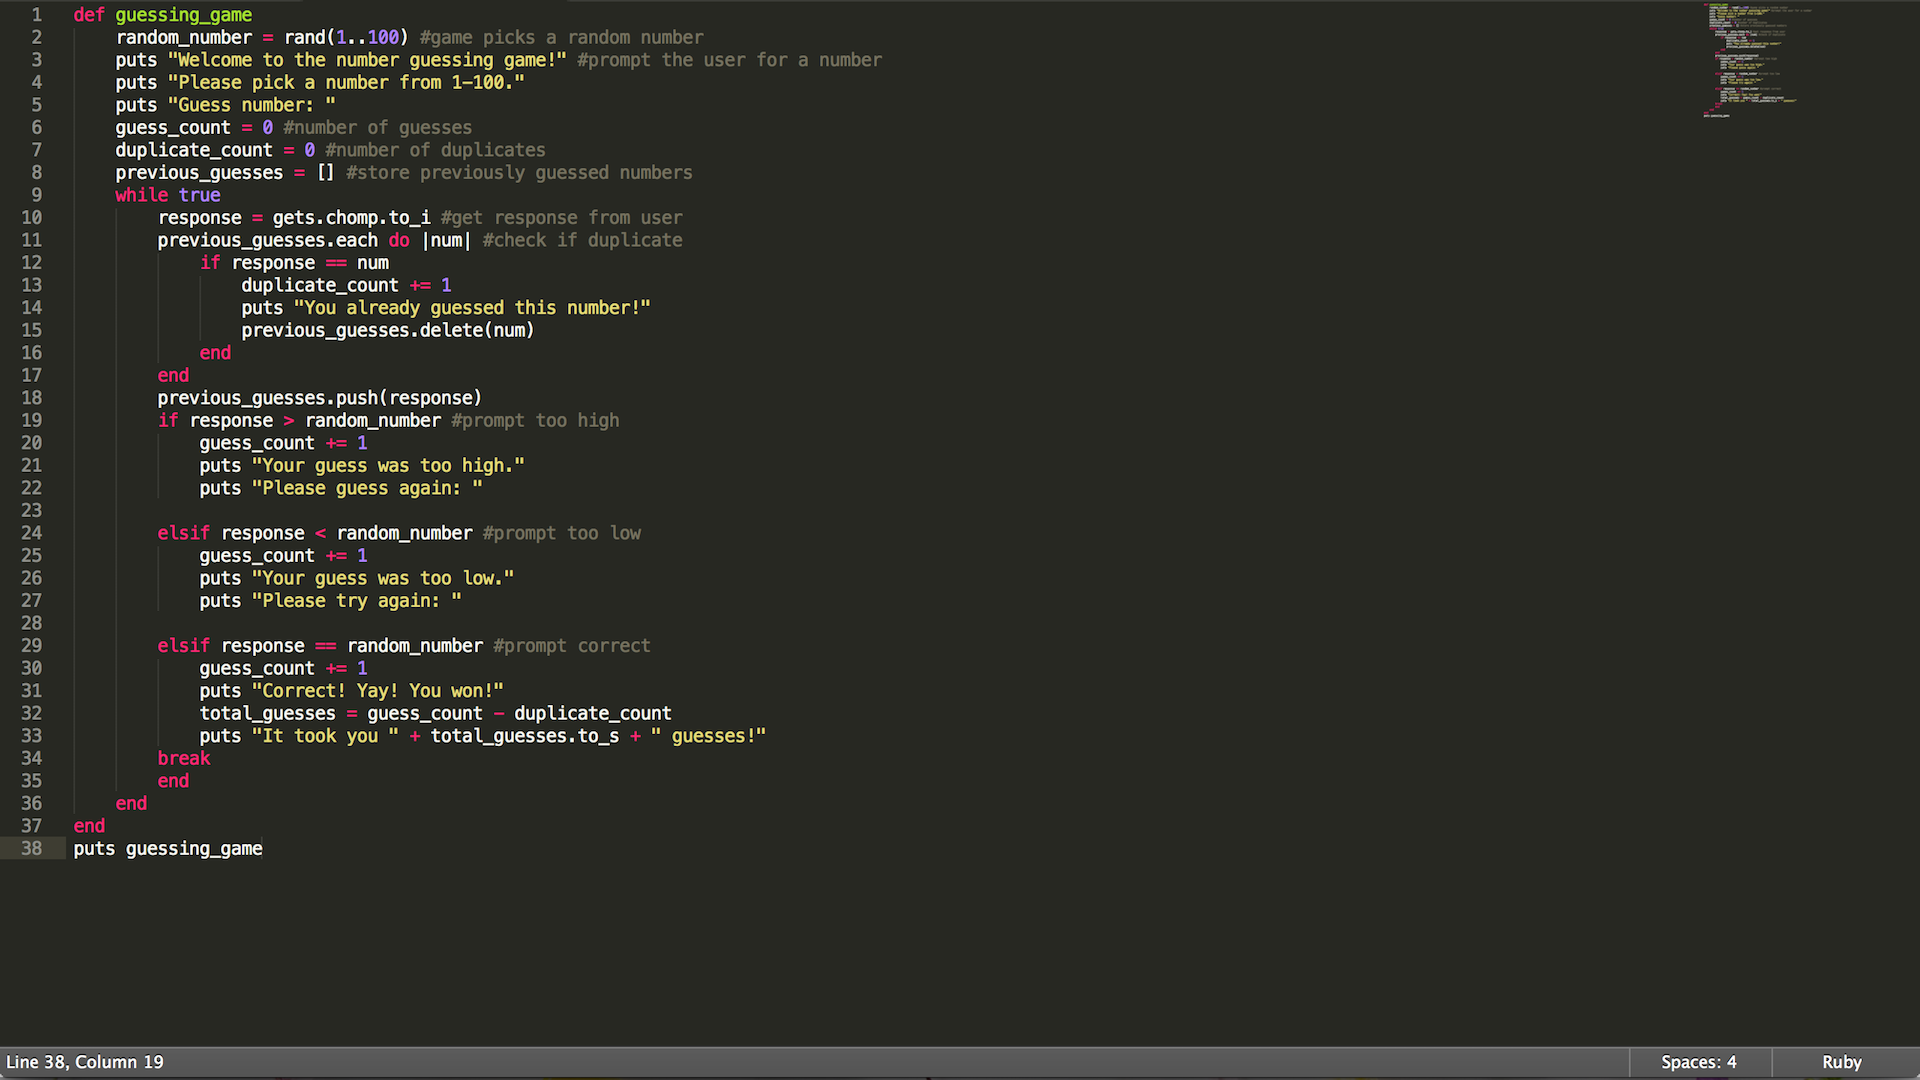 1 def guessing_game
2     random_number = rand(1..100) #game picks a random number
3     puts "Welcome to the number guessing game!" #prompt the user for a number
4     puts "Please pick a number from 1-100."
5     puts "Guess number: "
6     guess_count = 0 #number of guesses
7     duplicate_count = 0 #number of duplicates
8     previous_guesses = [] #store previously guessed numbers
9     while true
10         response = gets.chomp.to_i #get response from user
11         previous_guesses.each do |num| #check if duplicate
12             if response == num
13                 duplicate_count += 1
14                 puts "You already guessed this number!"
15                 previous_guesses.delete(num)
16             end
17         end
18         previous_guesses.push(response)
19         if response > random_number #prompt too high
20             guess_count += 1
21             puts "Your guess was too high."
22             puts "Please guess again: "
23
24         elsif response < random_number #prompt too low
25             guess_count += 1
26             puts "Your guess was too low."
27             puts "Please try again: "
28
29         elsif response == random_number #prompt correct
30             guess_count += 1
31             puts "Correct! Yay! You won!"
32             total_guesses = guess_count - duplicate_count
33             puts "It took you " + total_guesses.to_s + " guesses!"
34         break
35         end
36     end
37 end
38 puts guessing_game
Line 38, Column 19 Spaces: 4 Ruby